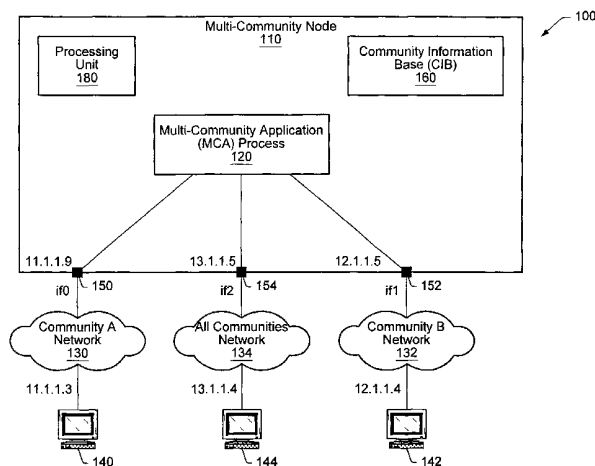 100
Multi-Community Node
110
Processing
Unit
180
Community Information
Base (CIB)
160
Multi-Community Application
(MCA) Process
120
11.1.1.9
13.1.1.5
12.1.1.5
if0
150
if2
154
if1
152
Community A
Network
130
All Communities
Network
134
Community B
Network
132
11.1.1.3
13.1.1.4
12.1.1.4
140
144
142